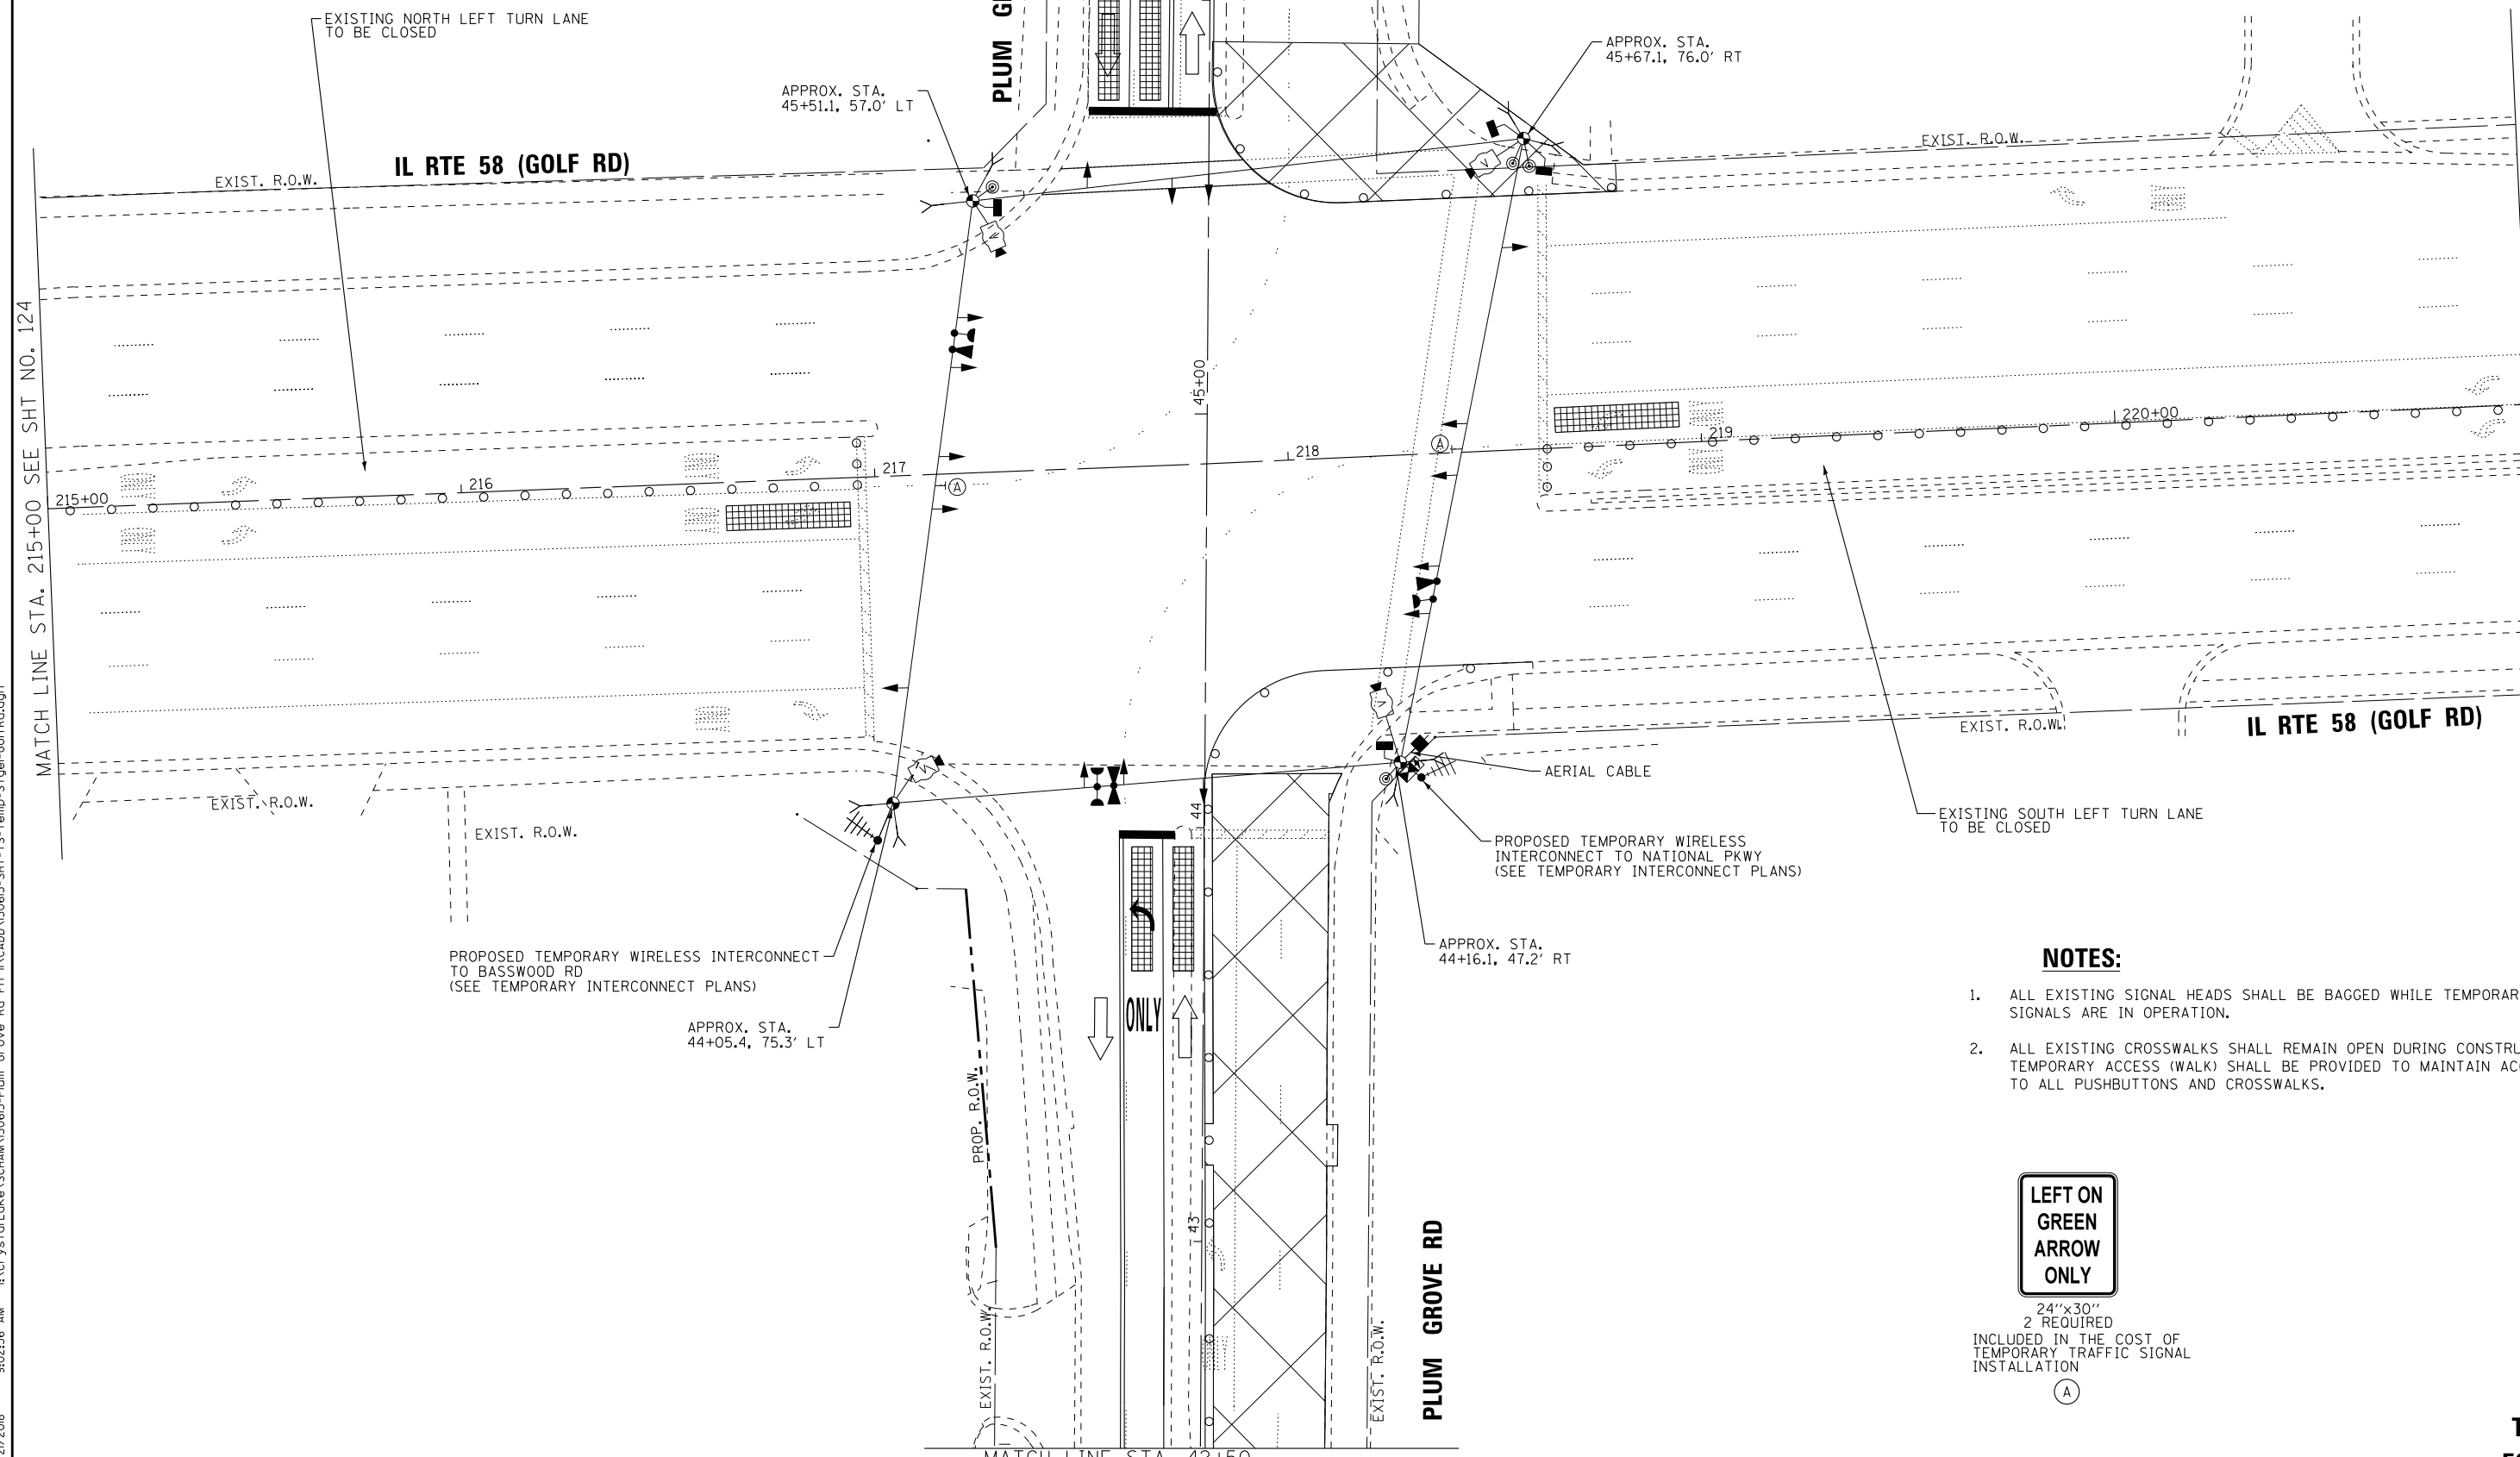 EXISTING NORTH LEFT TURN LANE
TO BE CLOSED
PLUM
APPROX. STA.
45+51.1, 57.0' LT
APPROX. STA.
45+67.1, 76.0' RT
IL RTE 58 (GOLF RD)
EXIST. R.O.W.
EXIST. R.O.W.
MATCH LINE STA. 215+00 SEE SHT NO. 124
45+00
215+00
216
217
218
219
220+00
A
A
EXIST. R.O.W.
EXIST. R.O.W.
EXIST. R.O.W.
IL RTE 58 (GOLF RD)
AERIAL CABLE
44
EXISTING SOUTH LEFT TURN LANE
TO BE CLOSED
PROPOSED TEMPORARY WIRELESS
INTERCONNECT TO NATIONAL PKWY
(SEE TEMPORARY INTERCONNECT PLANS)
PROPOSED TEMPORARY WIRELESS INTERCONNECT
TO BASSWOOD RD
(SEE TEMPORARY INTERCONNECT PLANS)
APPROX. STA.
44+16.1, 47.2' RT
APPROX. STA.
44+05.4, 75.3' LT
ONLY
PROP. R.O.W.
43
EXIST. R.O.W.
EXIST. R.O.W.
PLUM GROVE RD
MATCH LINE STA. 42+50
NOTES:
1. ALL EXISTING SIGNAL HEADS SHALL BE BAGGED WHILE
SIGNALS ARE IN OPERATION.
2. ALL EXISTING CROSSWALKS SHALL REMAIN OPEN DURING
TEMPORARY ACCESS (WALK) SHALL BE PROVIDED TO MAINTAIN
TO ALL PUSHBUTTONS AND CROSSWALKS.
LEFT ON
GREEN
ARROW
ONLY
24''x30''
2 REQUIRED
INCLUDED IN THE COST OF
TEMPORARY TRAFFIC SIGNAL
INSTALLATION
A